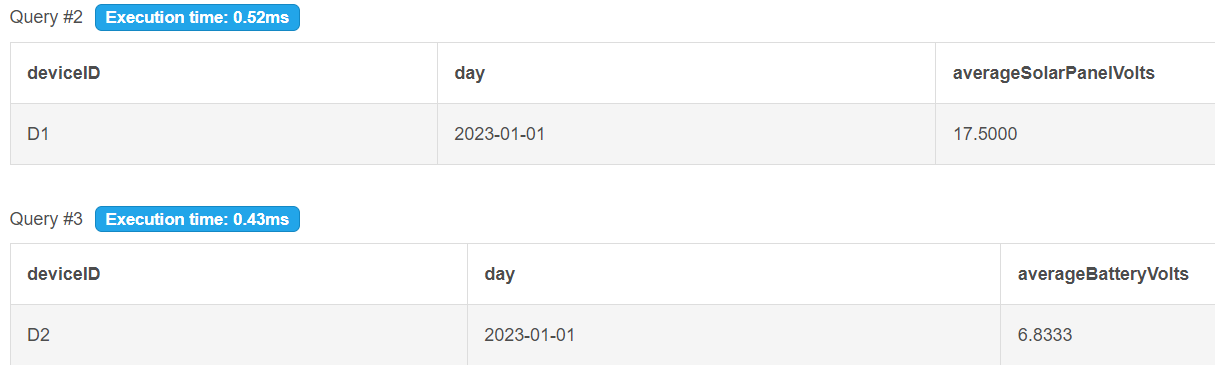 Query #2 Execution time: 0.52ms
deviceID day averageSolarPanelVolts
D1 2023-01-01 17.5000
Query #3 Execution time: 0.43ms
deviceID day averageBatteryVolts
D2 2023-01-01 6.8333